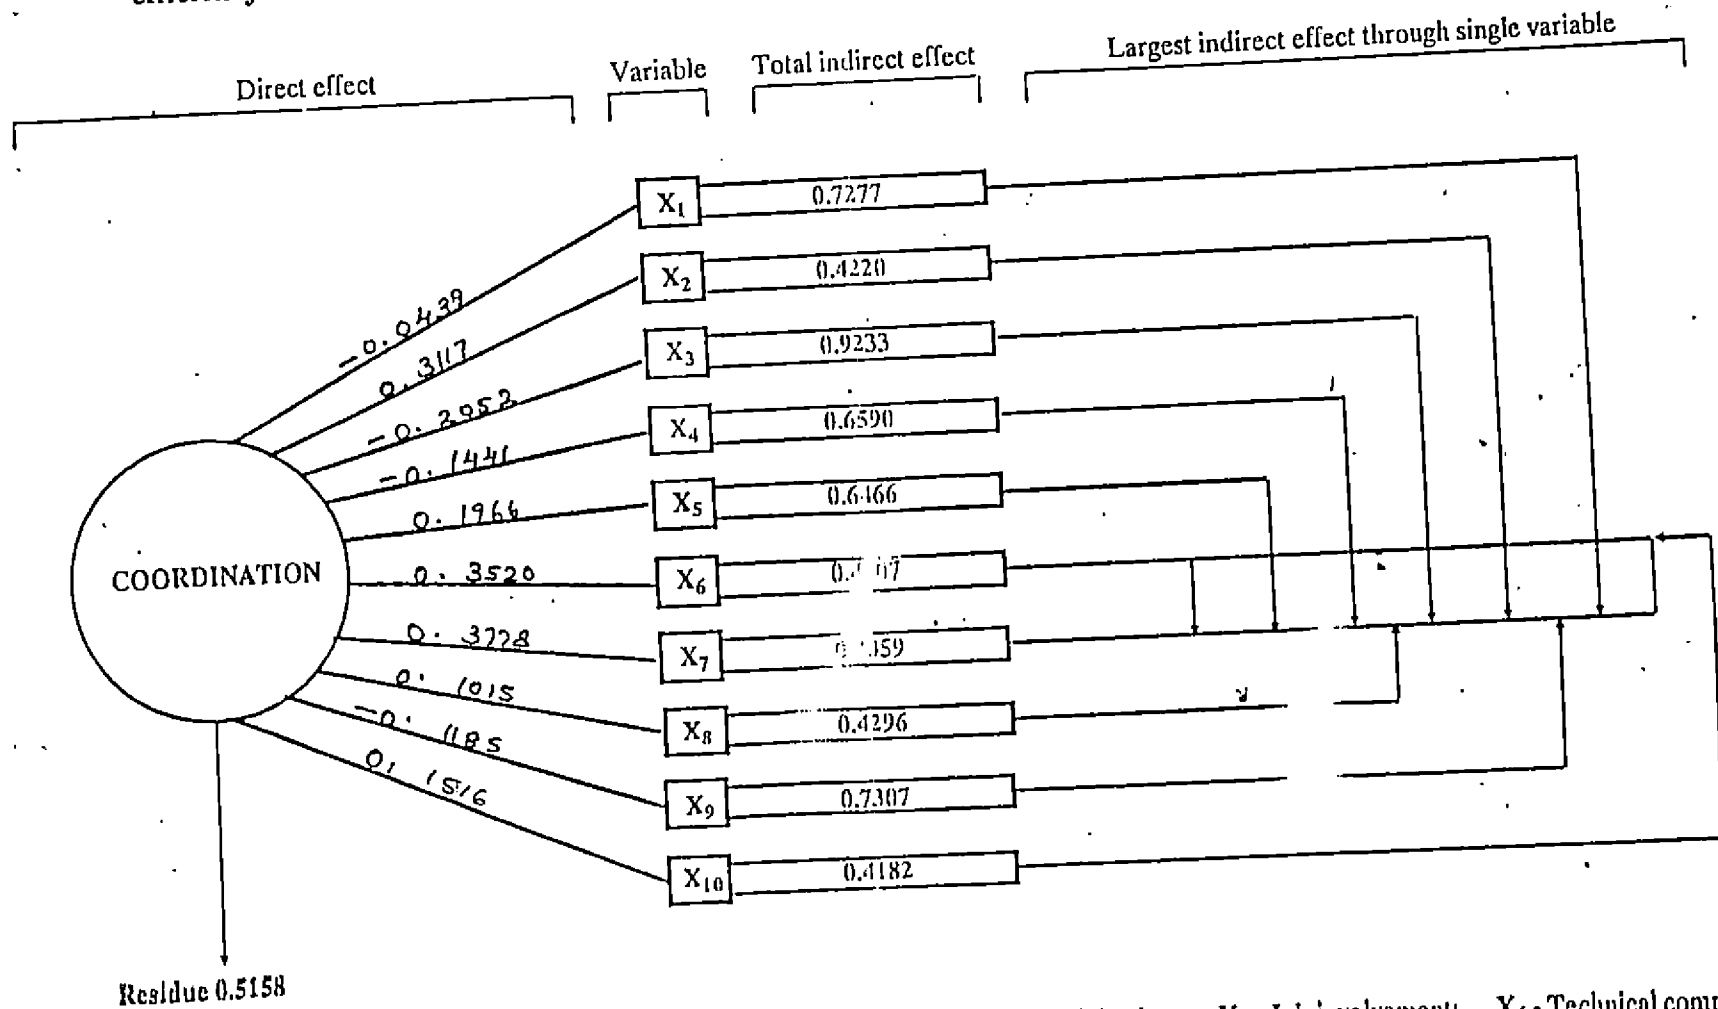 Direct effect
Variable
Total indirect effect
Largest indirect effect through single variable
X1 0.7277
X2 0.4220
X3 0.9233
X4 0.6590
X5 0.6466
X6
X7
X8 0.4296
X9 0.7307
X10 0.4182
-0.0439
0.3117
-0.2952
-0.1441
0.1966
0.3520
0.3728
0.1015
-0.1185
0.1516
COORDINATION
Residue 0.5158
Technical